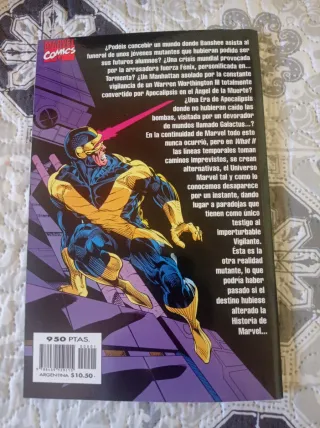 MARVEL
COMICS
¿Podéis concebir un mundo donde Banshee asista al
funeral de unos jóvenes mutantes que hubieran podido ser
sus futuros alumnos? ¿Una crisis mundial provocada
por la arrasadora fuerza Fénix, personificada en...
Tormenta? ¿Un Manhattan asolado por la constante
vigilancia de un Warren Worthington III totalmente
convertido por Apocalipsis en el Ángel de la Muerte?
¿Una Era de Apocalipsis
donde no hubieran caído las
bombas, visitado por un devorador
de mundos llamado Galactus...?
En la continuidad de Marvel todo esto
nunca ocurrió, pero en What If
las líneas temporales toman
caminos imprevistos, se crean
alternativas, el Universo
Marvel tal y como lo
conocemos desaparece
por un instante, dando
lugar a paradojas que
tienen como único
testigo al
imperturbable
Vigilante.
Esta es la
otra realidad
mutante, lo que
podría haber
pasado si el
destino hubiese
alterado la
Historia de
Marvel...
950 PTAS.
ARGENTINA $10.50.-